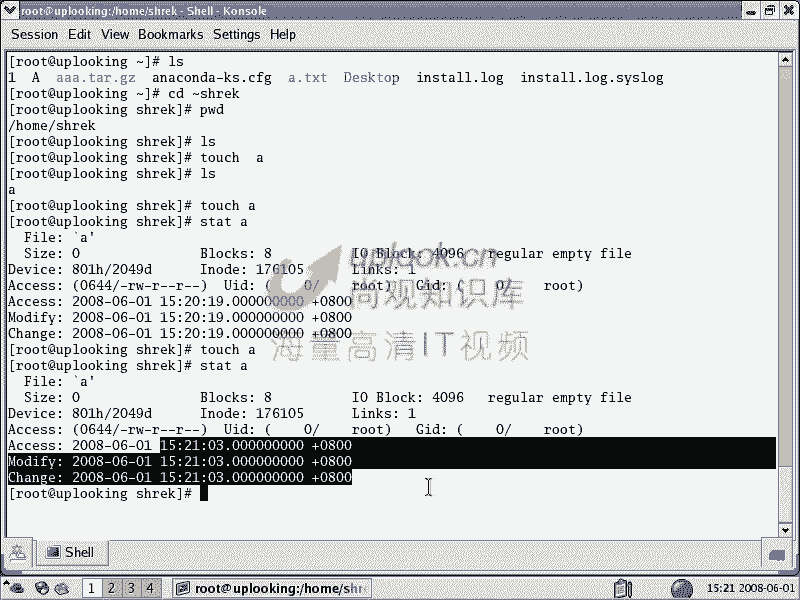 root@uplooking:/home/shrek - Shell - Konsole
Session Edit View Bookmarks Settings Help
[root@uplooking ~]# ls
1 A aaa.tar.gz anaconda-ks.cfg a.txt Desktop install.log install.log.syslog
[root@uplooking ~]# cd ~shrek
[root@uplooking shrek]# pwd
/home/shrek
[root@uplooking shrek]# ls
[root@uplooking shrek]# touch  a
[root@uplooking shrek]# ls
a
[root@uplooking shrek]# touch a
[root@uplooking shrek]# stat a
  File: `a'
  Size: 0               Blocks: 8          IO Block: 4096   regular empty file
Device: 801h/2049d      Inode: 176105      Links: 1
Access: (0644/-rw-r--r--)  Uid: (    0/    root)   Gid: (    0/    root)
Access: 2008-06-01 15:20:19.000000000 +0800
Modify: 2008-06-01 15:20:19.000000000 +0800
Change: 2008-06-01 15:20:19.000000000 +0800
[root@uplooking shrek]# touch a
[root@uplooking shrek]# stat a
  File: `a'
  Size: 0               Blocks: 8          IO Block: 4096   regular empty file
Device: 801h/2049d      Inode: 176105      Links: 1
Access: (0644/-rw-r--r--)  Uid: (    0/    root)   Gid: (    0/    root)
Access: 2008-06-01 15:21:03.000000000 +0800
Modify: 2008-06-01 15:21:03.000000000 +0800
Change: 2008-06-01 15:21:03.000000000 +0800
[root@uplooking shrek]#
uplook.cn
尚观知识库
海量高清IT视频
Shell
1 2 3 4 root@uplooking:/home/shr 15:21 2008-06-01